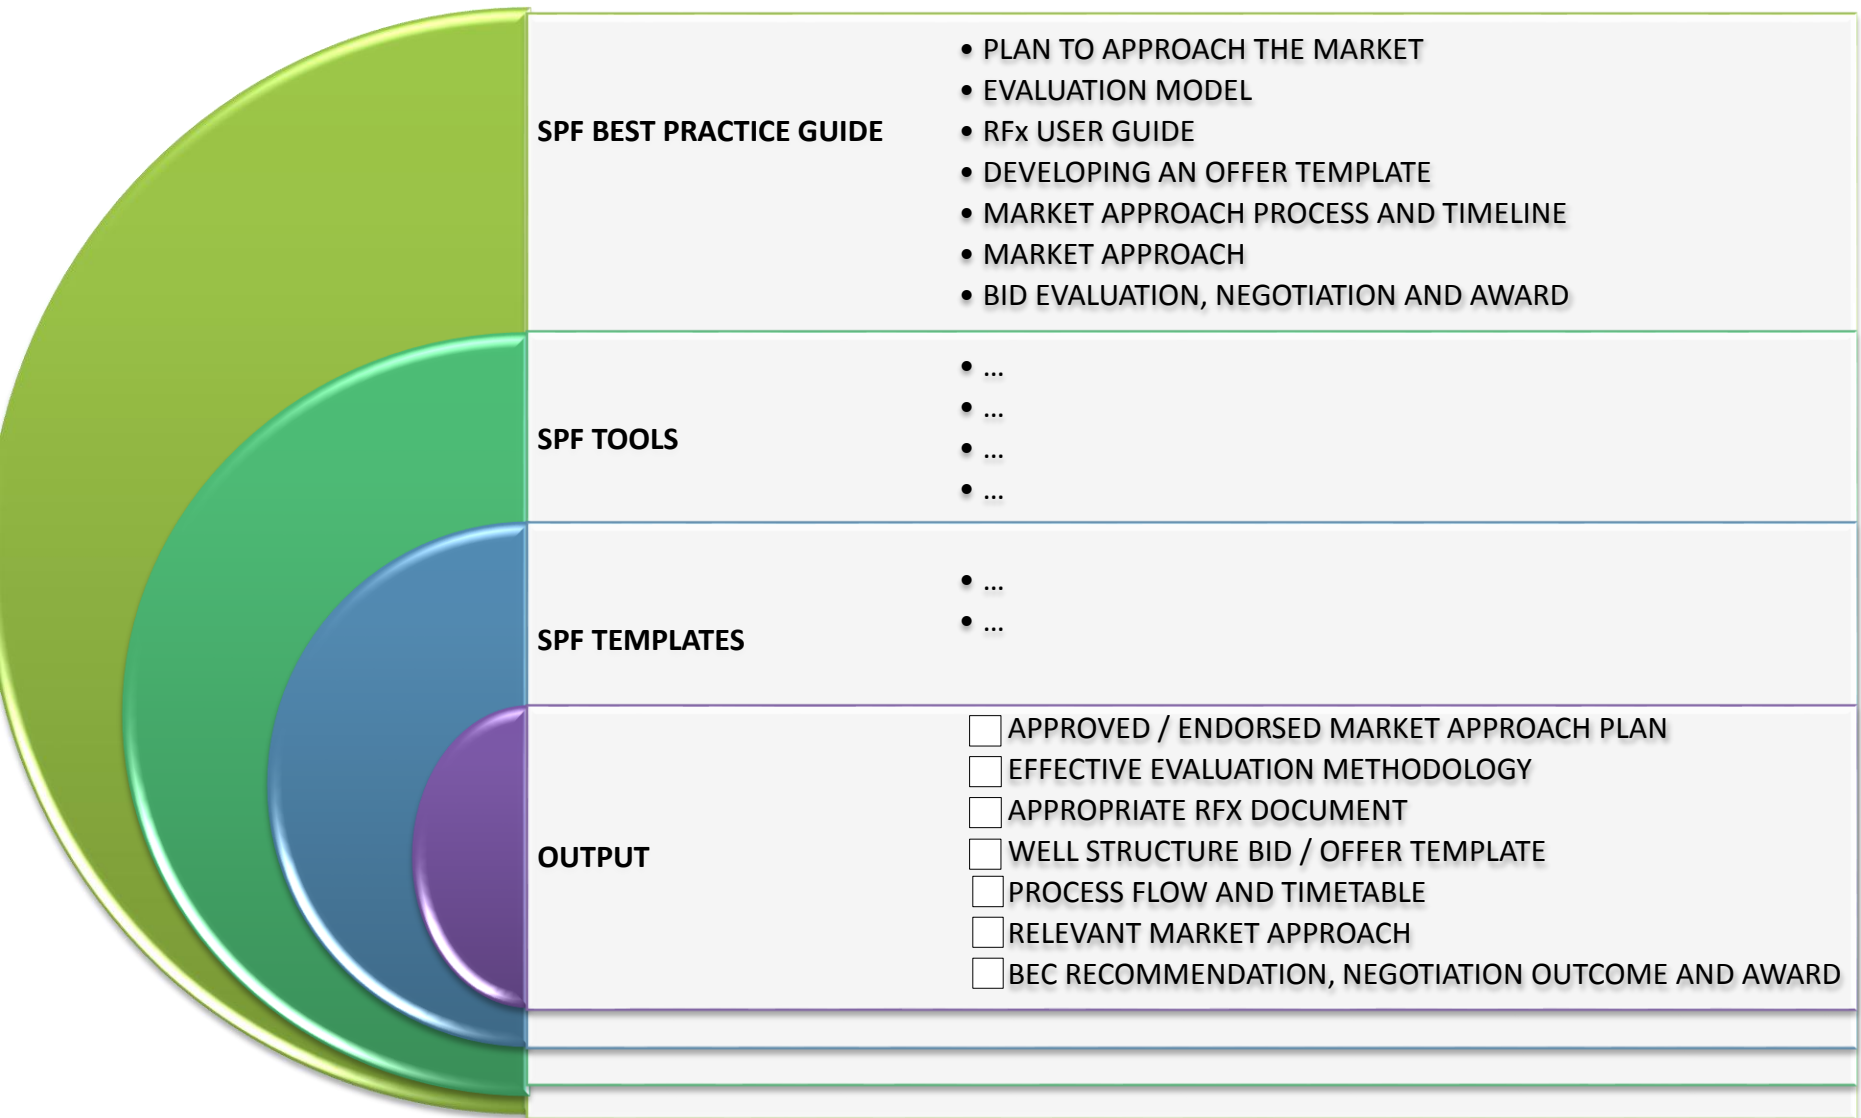 SPF BEST PRACTICE GUIDE
• PLAN TO APPROACH THE MARKET
• EVALUATION MODEL
• RFx USER GUIDE
• DEVELOPING AN OFFER TEMPLATE
• MARKET APPROACH PROCESS AND TIMELINE
• MARKET APPROACH
• BID EVALUATION, NEGOTIATION AND AWARD
SPF TOOLS
• ...
• ...
• ...
• ...
SPF TEMPLATES
• ...
• ...
OUTPUT
APPROVED / ENDORSED MARKET APPROACH PLAN
EFFECTIVE EVALUATION METHODOLOGY
APPROPRIATE RFX DOCUMENT
WELL STRUCTURE BID / OFFER TEMPLATE
PROCESS FLOW AND TIMETABLE
RELEVANT MARKET APPROACH
BEC RECOMMENDATION, NEGOTIATION OUTCOME AND AWARD